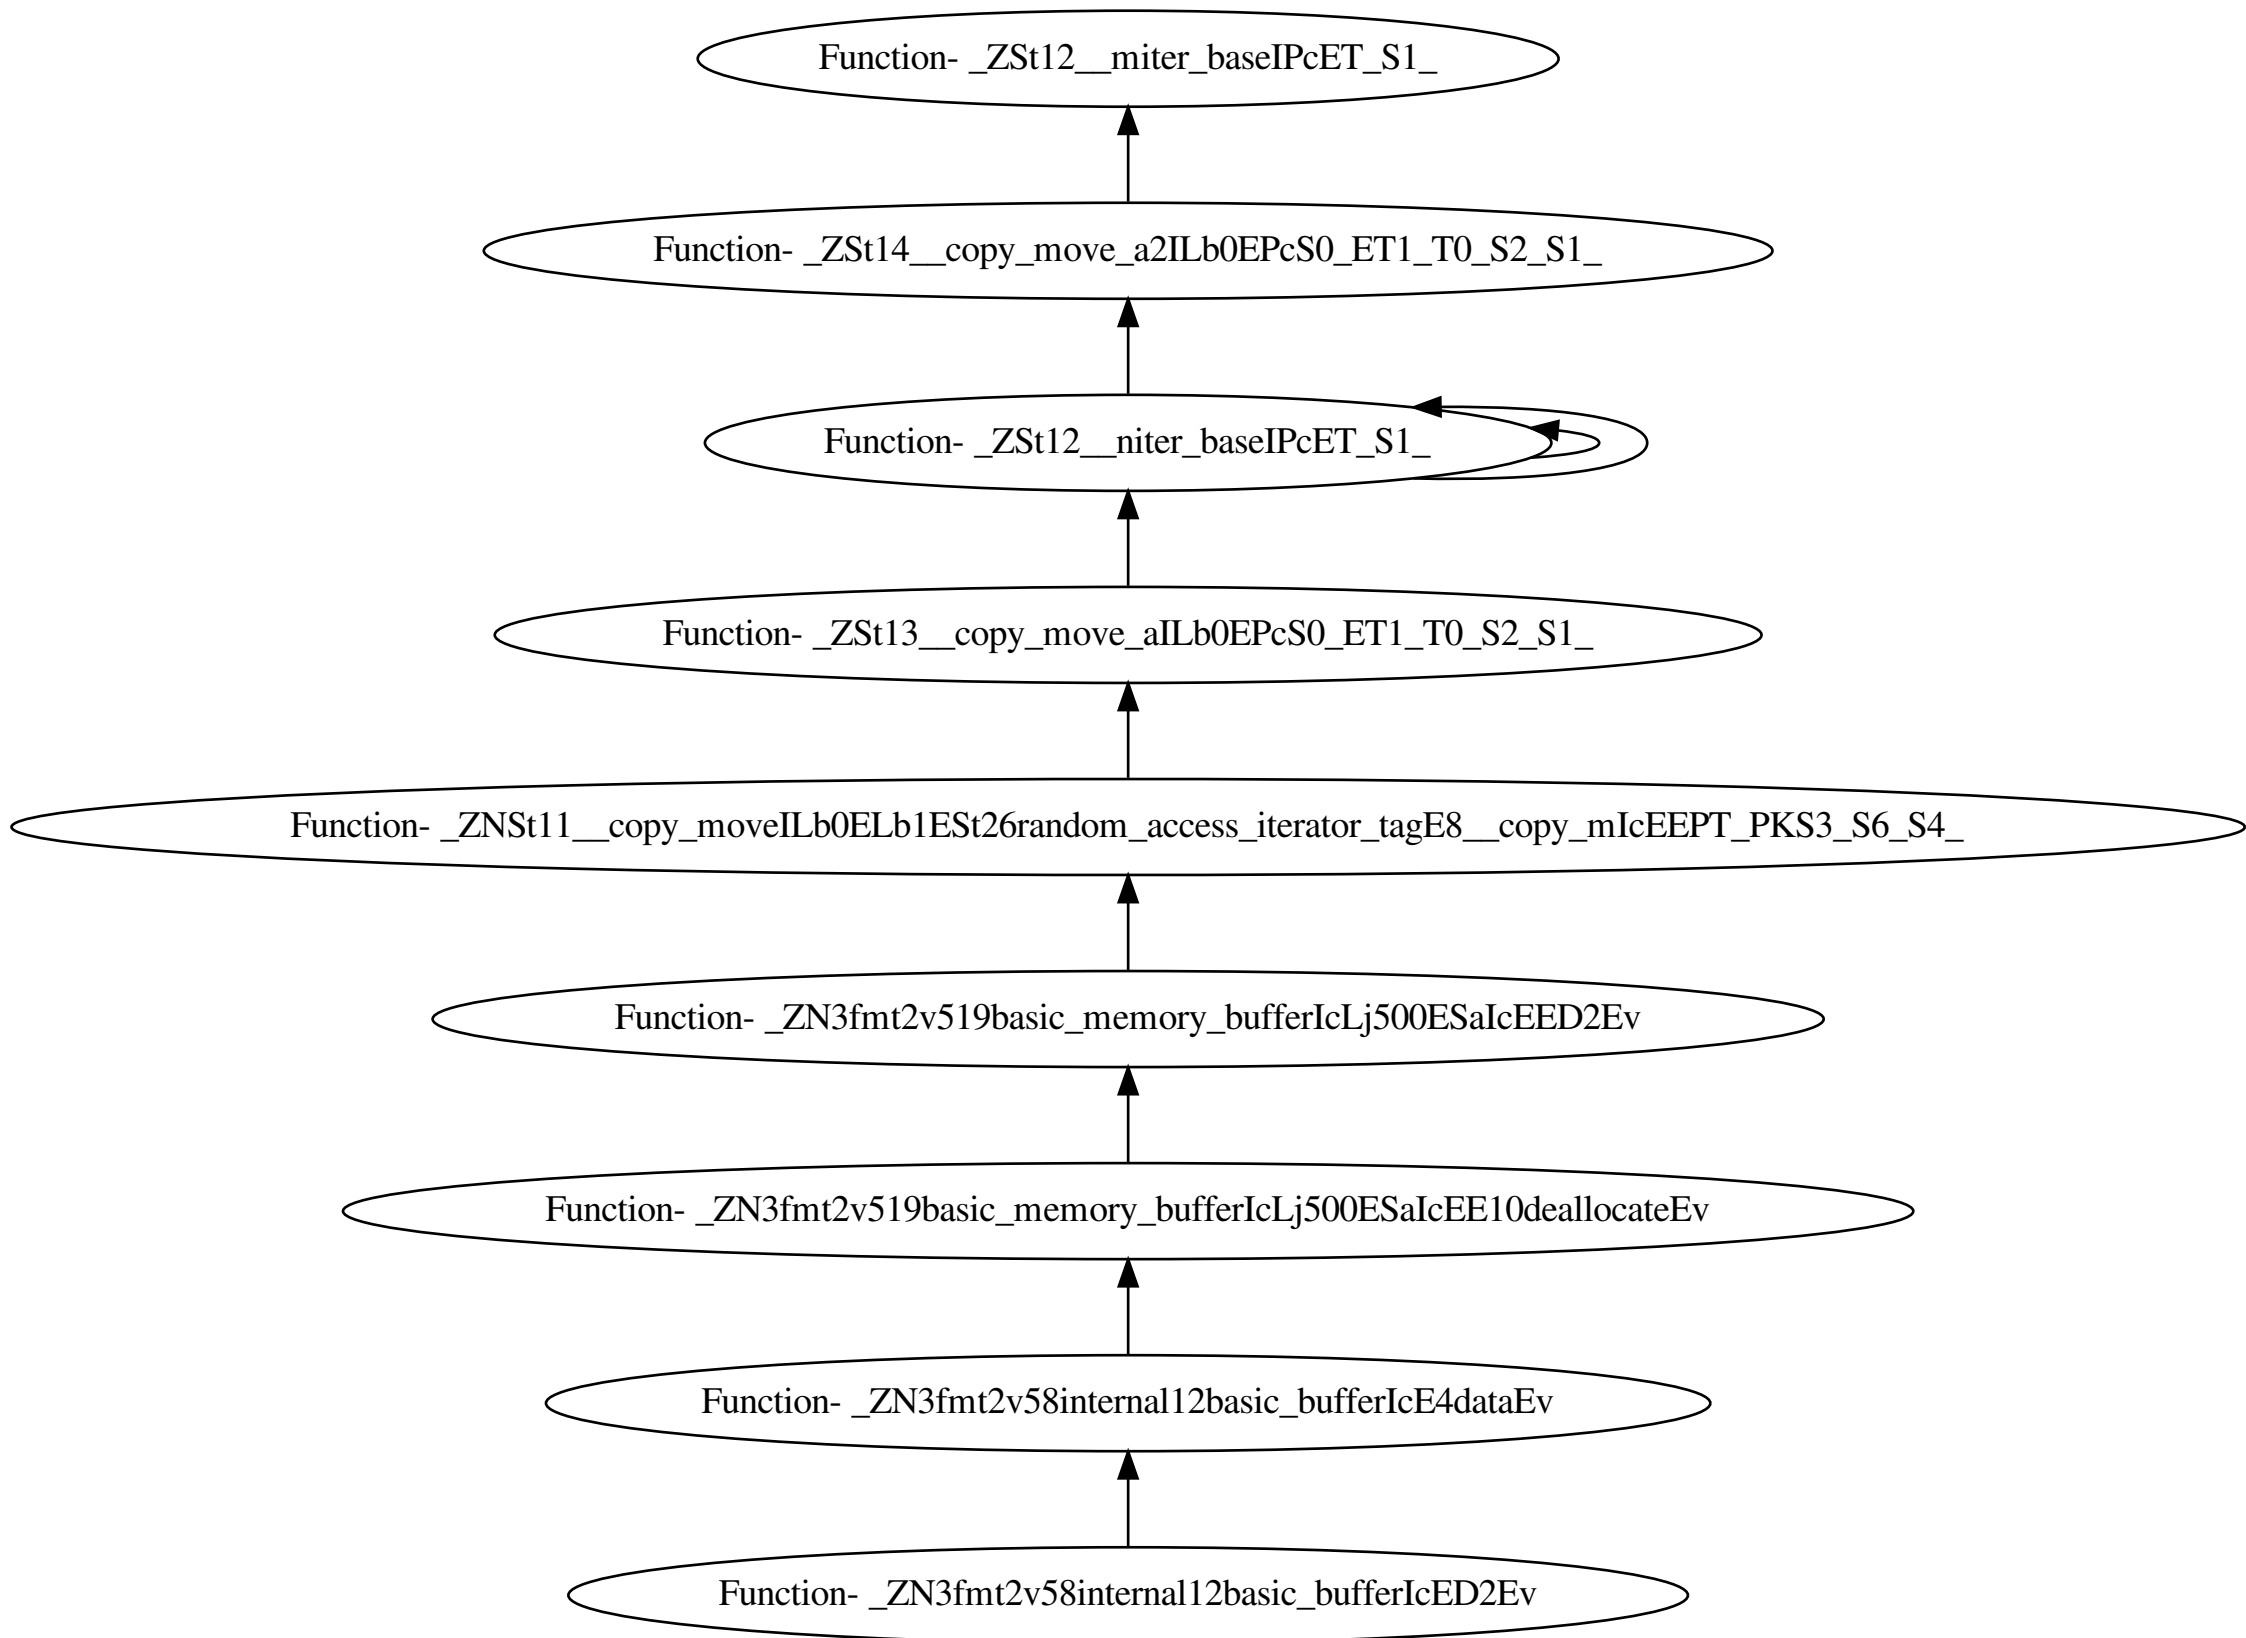 Function- _ZSt12__miter_baseIPcET_S1_
Function- _ZSt14__copy_move_a2ILb0EPcS0_ET1_T0_S2_S1_
Function- _ZSt12__niter_baseIPcET_S1_
Function- _ZSt13__copy_move_aILb0EPcS0_ET1_T0_S2_S1_
Function- _ZNSt11__copy_moveILb0ELb1ESt26random_access_iterator_tagE8__copy_mIcEEPT_PKS3_S6_S4_
Function- _ZN3fmt2v519basic_memory_bufferIcLj500ESaIcEED2Ev
Function- _ZN3fmt2v519basic_memory_bufferIcLj500ESaIcEE10deallocateEv
Function- _ZN3fmt2v58internal12basic_bufferIcE4dataEv
Function- _ZN3fmt2v58internal12basic_bufferIcED2Ev